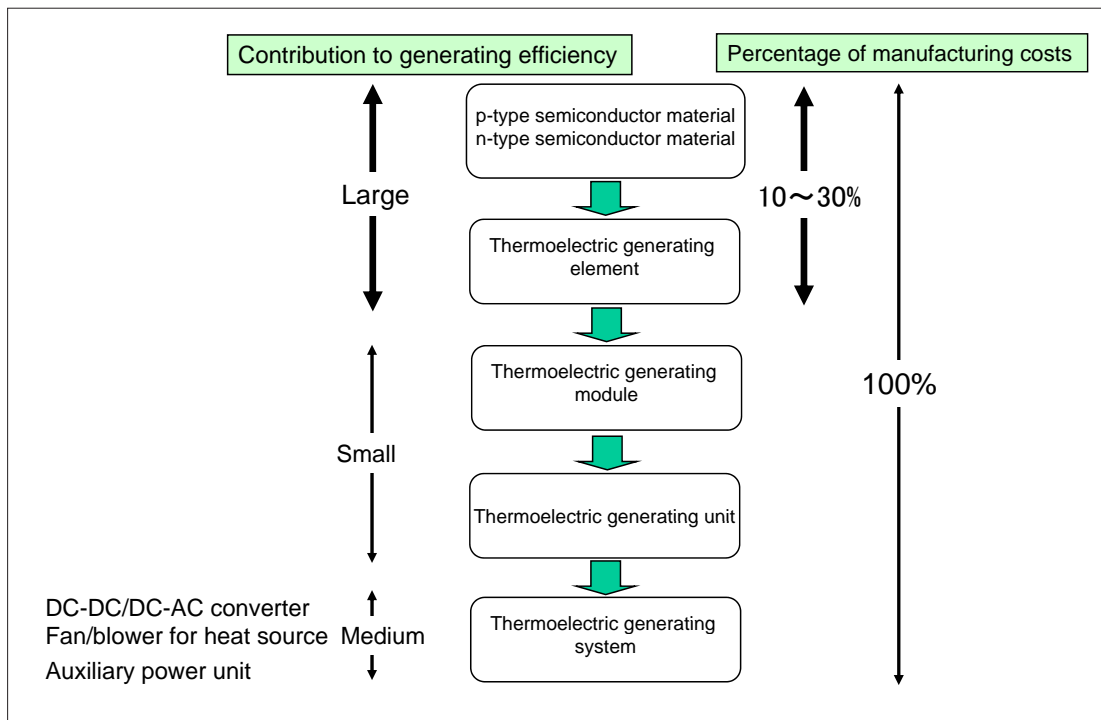 Contribution to generating efficiency
Percentage of manufacturing costs
p-type semiconductor material
n-type semiconductor material
Large
10～30%
Thermoelectric generating
element
Thermoelectric generating
module
100%
Small
Thermoelectric generating unit
DC-DC/DC-AC converter
Fan/blower for heat source
Auxiliary power unit
Medium
Thermoelectric generating
system